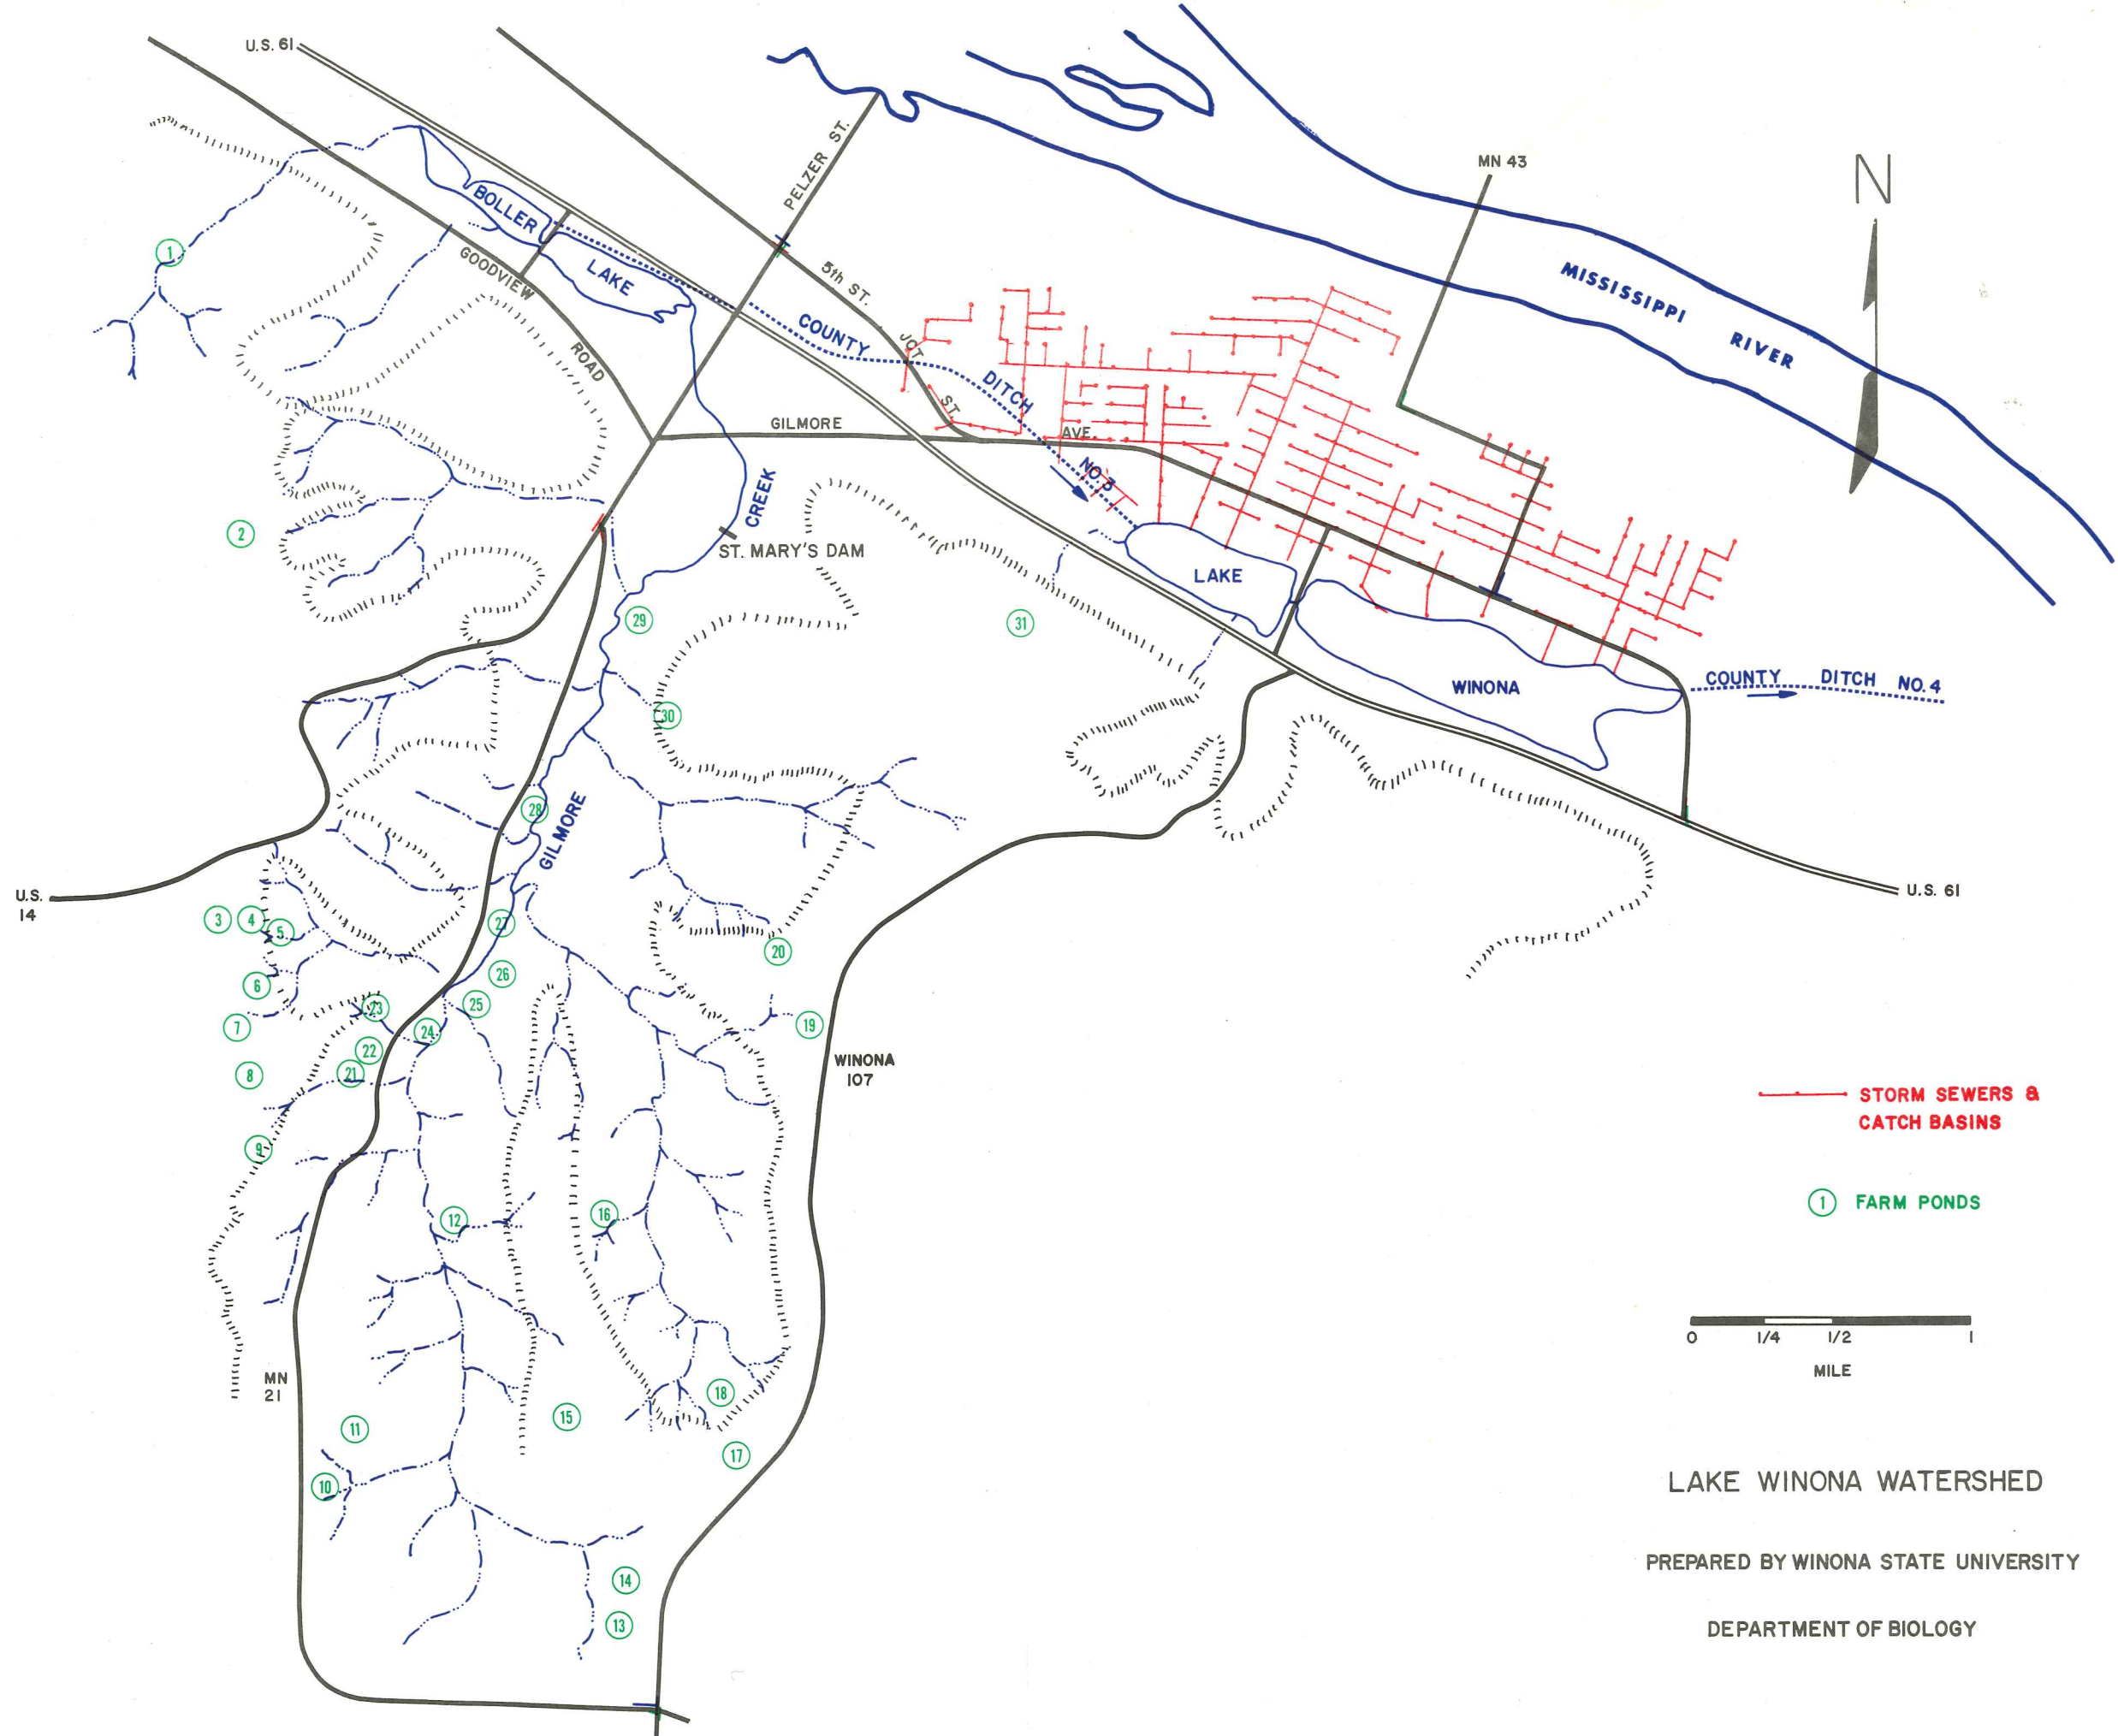 U.S. 61
MN 43
N
PELZER ST.
BOLLER
LAKE
GOODVIEW
ROAD
5th ST.
JCT
ST.
COUNTY
DITCH
NO. 3
MISSISSIPPI
RIVER
GILMORE
AVE.
CREEK
ST. MARY'S DAM
LAKE
WINONA
COUNTY DITCH NO. 4
U.S. 61
GILMORE
U.S.
14
WINONA
107
MN
21
1
2
3
4
5
6
7
8
9
10
11
12
13
14
15
16
17
18
19
20
21
22
23
24
25
26
27
28
29
30
31
STORM SEWERS &
CATCH BASINS
1 FARM PONDS
0 1/4 1/2 1
MILE
LAKE WINONA WATERSHED
PREPARED BY WINONA STATE UNIVERSITY
DEPARTMENT OF BIOLOGY